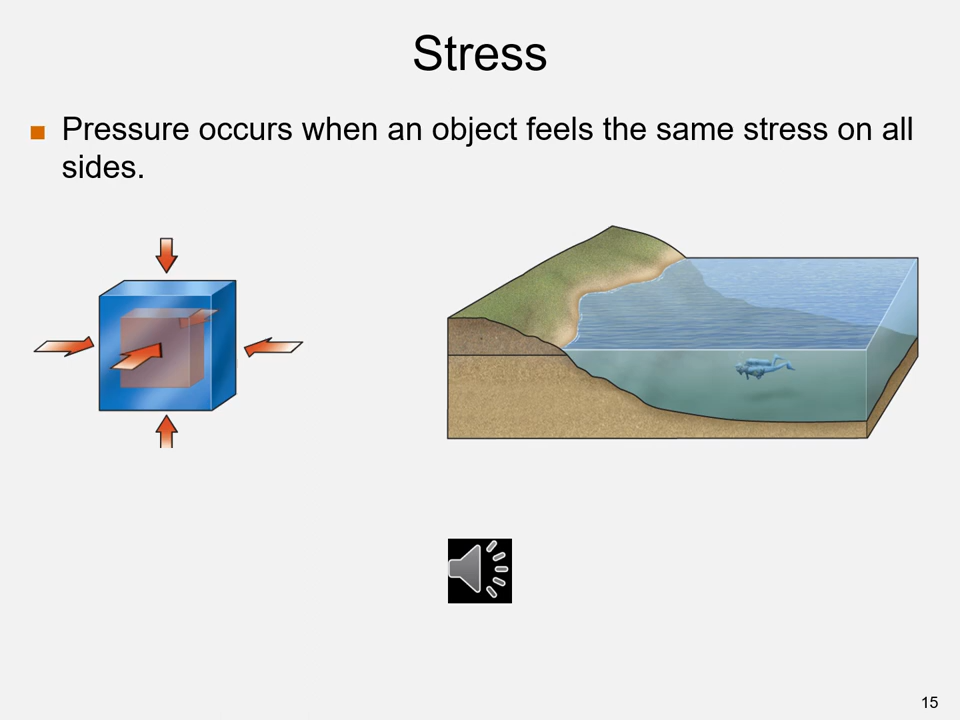 Stress
■ Pressure occurs when an object feels the same stress on all
sides.
15